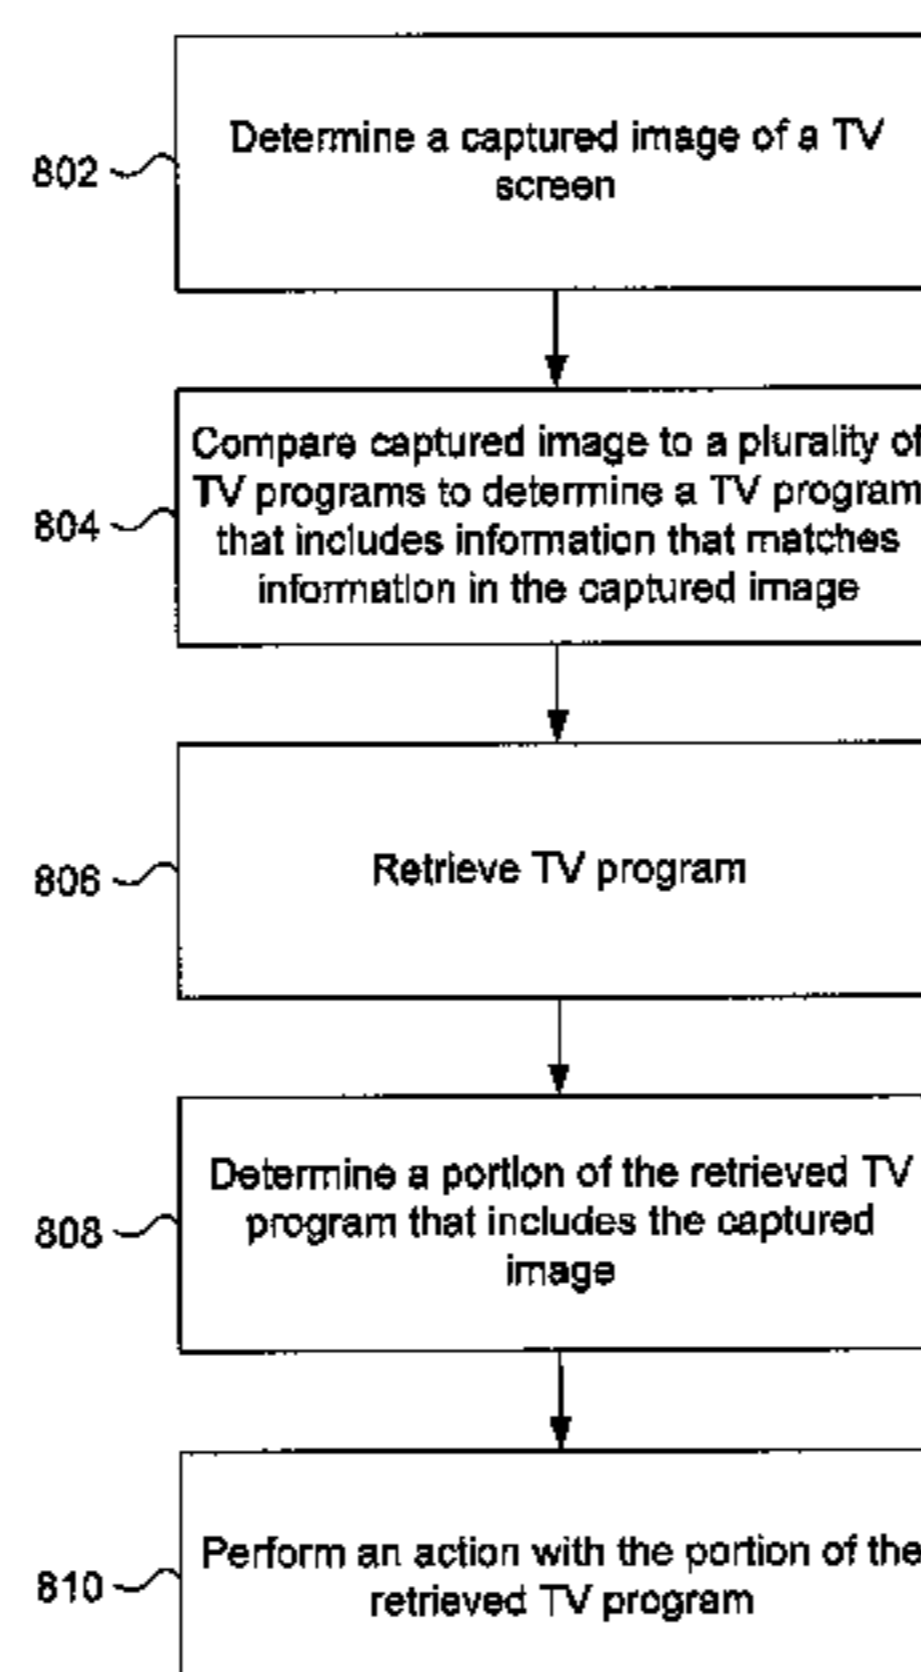 Determine a captured image of a TV
screen
802
Compare captured image to a plurality of
TV programs to determine a TV program
that includes information that matches
information in the captured image
804
Retrieve TV program
806
Determine a portion of the retrieved TV
program that includes the captured
image
808
Perform an action with the portion of the
retrieved TV program
810